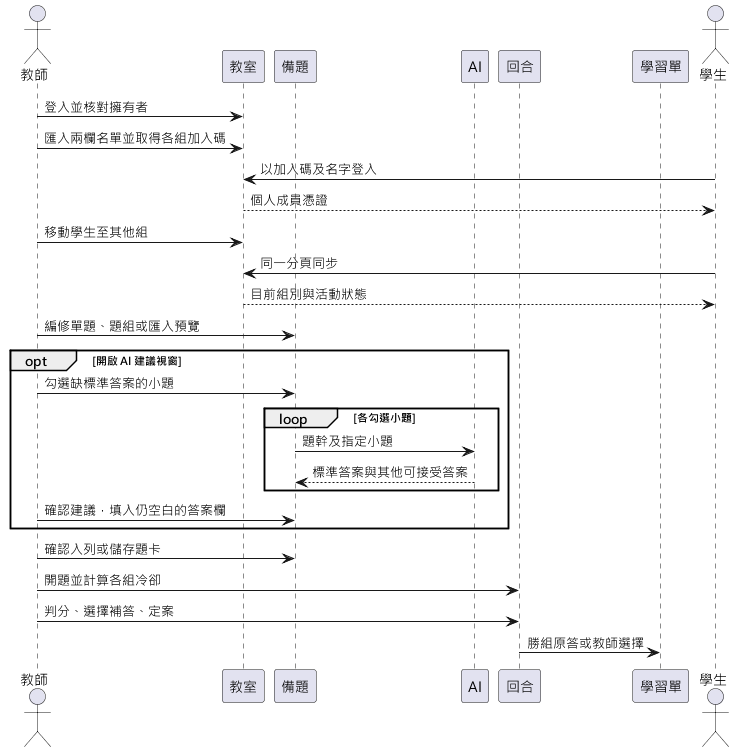 教師
教室
備題
AI
回合
學習單
學生
登入並核對擁有者
匯入兩欄名單並取得各組加入碼
以加入碼及名字登入
個人成員憑證
移動學生至其他組
同一分頁同步
目前組別與活動狀態
編修單題、題組或匯入預覽
opt [開啟 AI 建議視窗]
勾選缺標準答案的小題
loop [各勾選小題]
題幹及指定小題
標準答案與其他可接受答案
確認建議，填入仍空白的答案欄
確認入列或儲存題卡
開題並計算各組冷卻
判分、選擇補答、定案
勝組原答或教師選擇
教師
教室
備題
AI
回合
學習單
學生